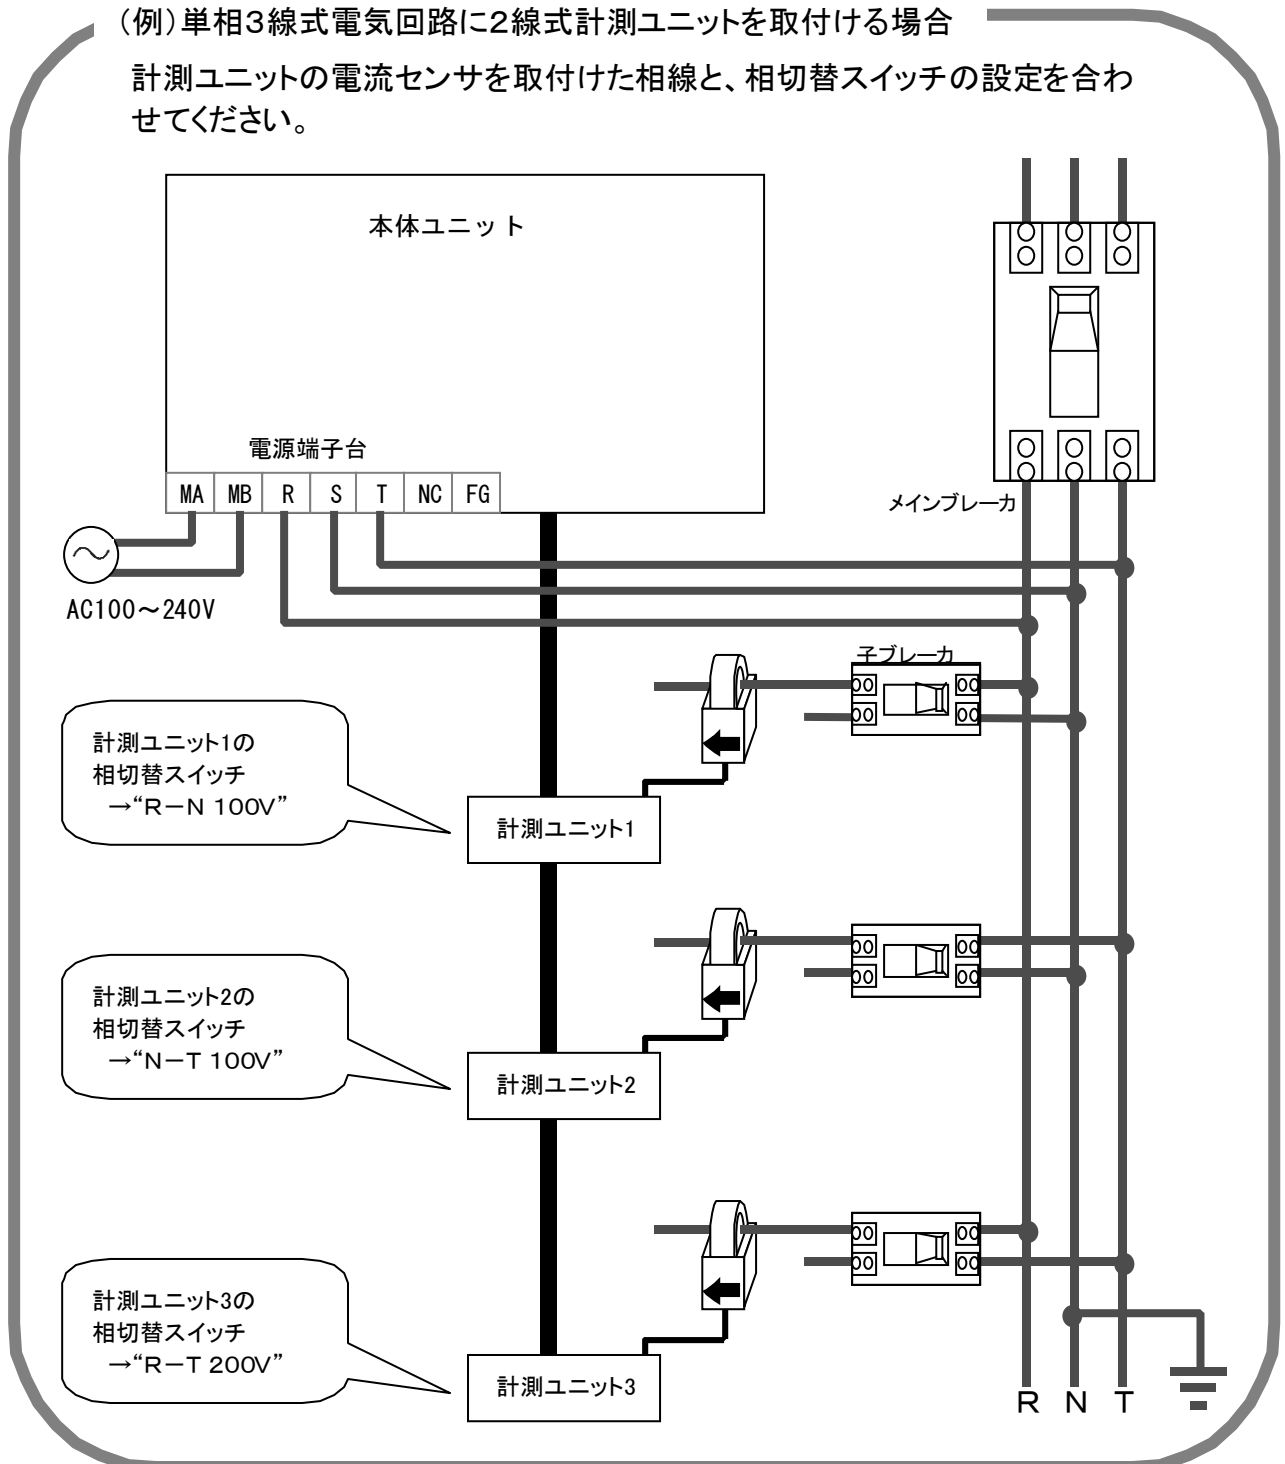 （例）単相３線式電気回路に２線式計測ユニットを取付ける場合
計測ユニットの電流センサを取付けた相線と、相切替スイッチの設定を合わ
せてください。
本体ユニット
電源端子台
MA MB R S T NC FG
メインブレーカ
AC100～240V
子ブレーカ
計測ユニット1の
相切替スイッチ
→“R－N 100V”
計測ユニット1
計測ユニット2の
相切替スイッチ
→“N－T 100V”
計測ユニット2
計測ユニット3の
相切替スイッチ
→“R－T 200V”
計測ユニット3
R N T